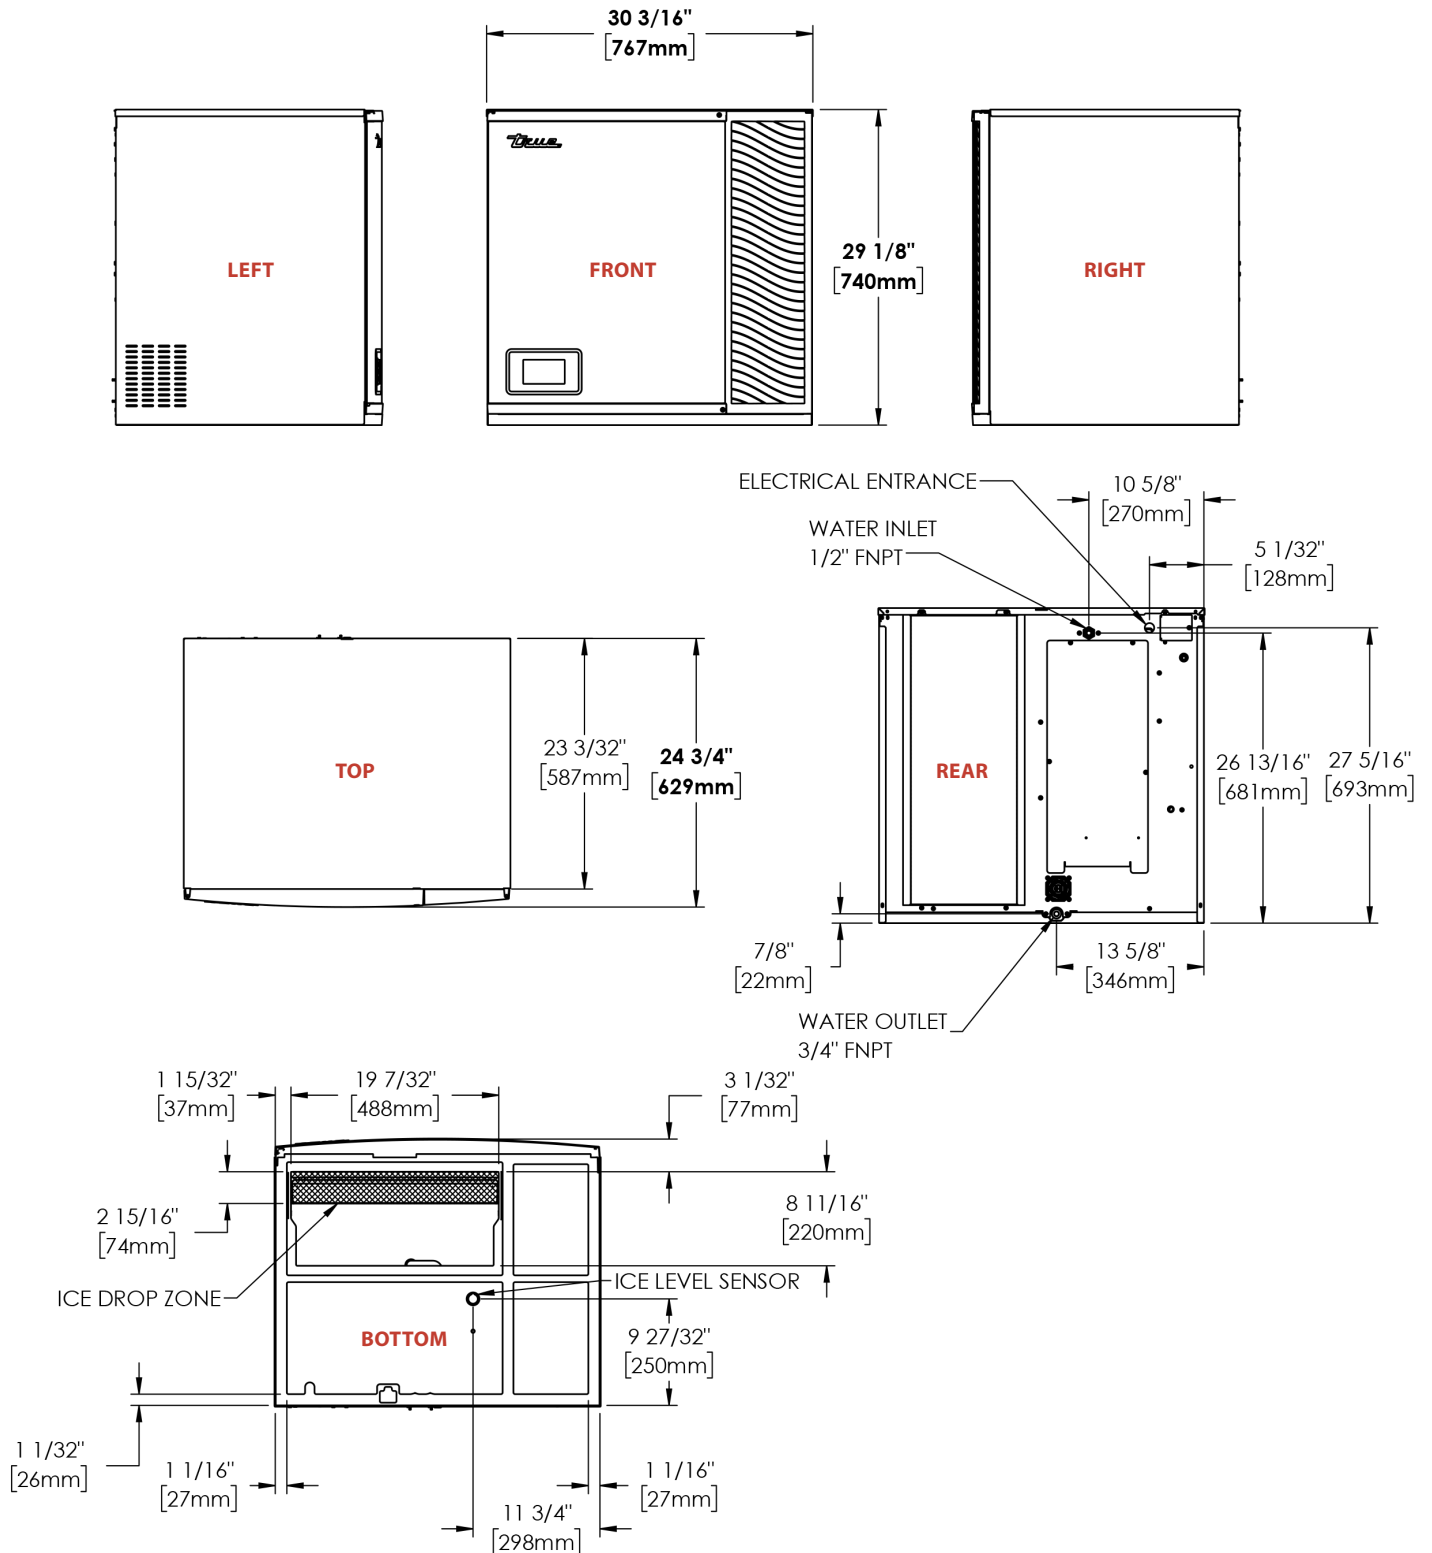 30 3/16"
[767mm]
true
LEFT
FRONT
RIGHT
29 1/8"
[740mm]
ELECTRICAL ENTRANCE
10 5/8"
[270mm]
WATER INLET
1/2" FNPT
5 1/32"
[128mm]
TOP
23 3/32"
[587mm]
24 3/4"
[629mm]
REAR
26 13/16"
[681mm]
27 5/16"
[693mm]
7/8"
[22mm]
13 5/8"
[346mm]
WATER OUTLET
3/4" FNPT
1 15/32"
[37mm]
19 7/32"
[488mm]
3 1/32"
[77mm]
2 15/16"
[74mm]
8 11/16"
[220mm]
ICE DROP ZONE
ICE LEVEL SENSOR
BOTTOM
9 27/32"
[250mm]
1 1/32"
[26mm]
1 1/16"
[27mm]
1 1/16"
[27mm]
11 3/4"
[298mm]